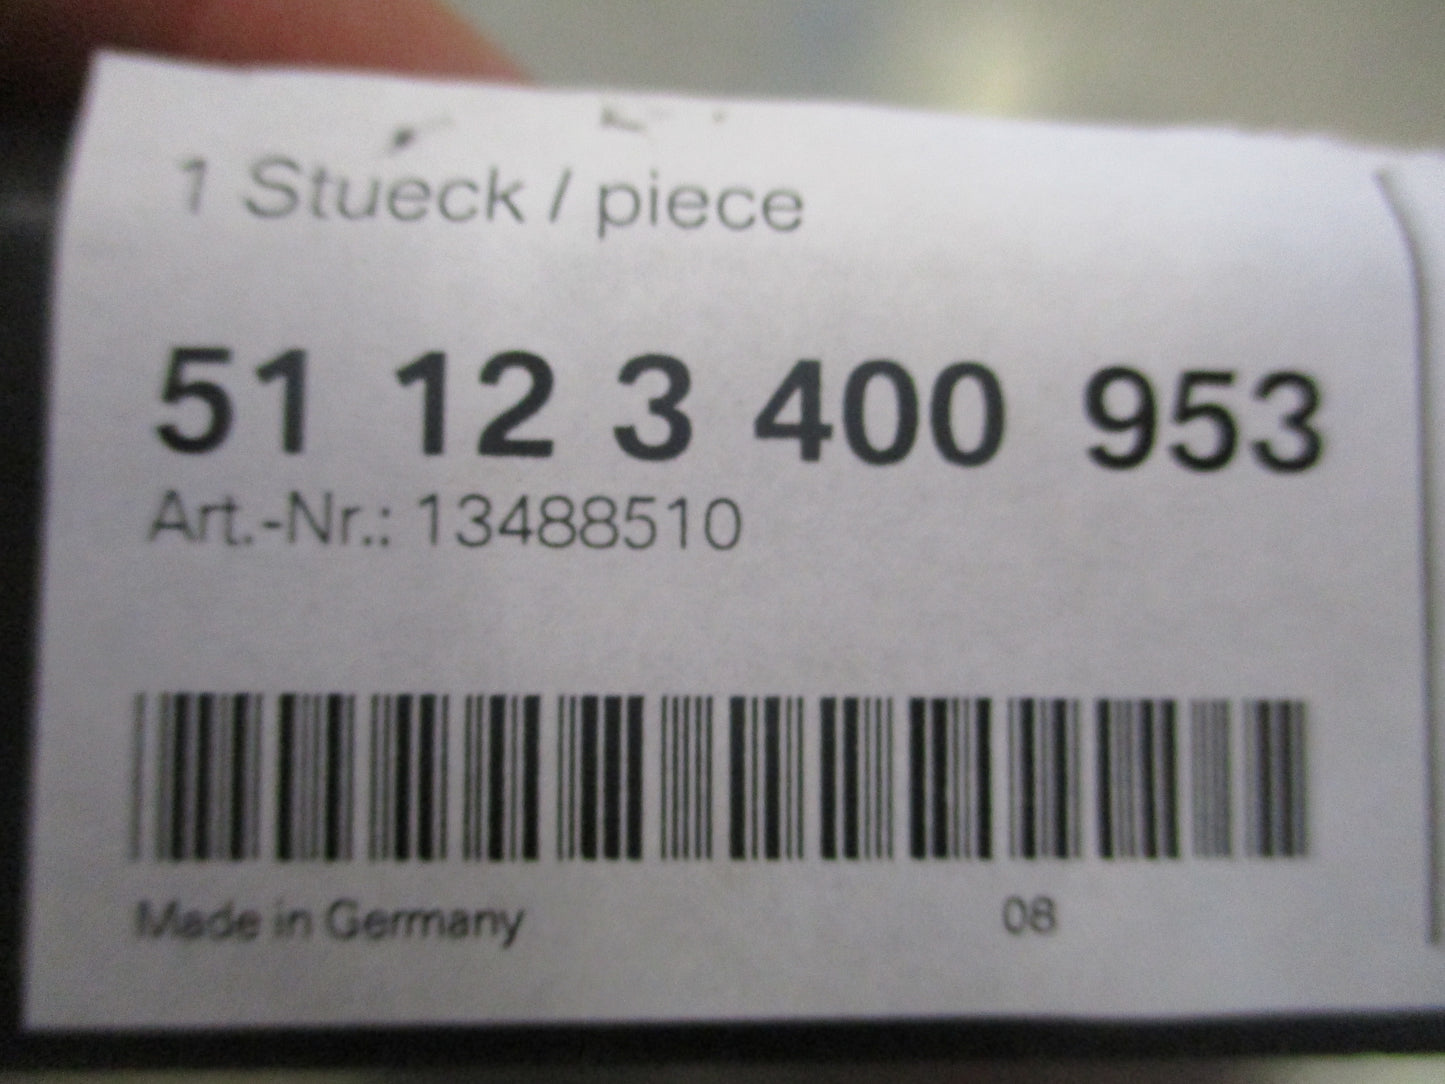 1 Stueck / piece
51 12 3 400 953
Art.-Nr.: 13488510
Made in Germany 08